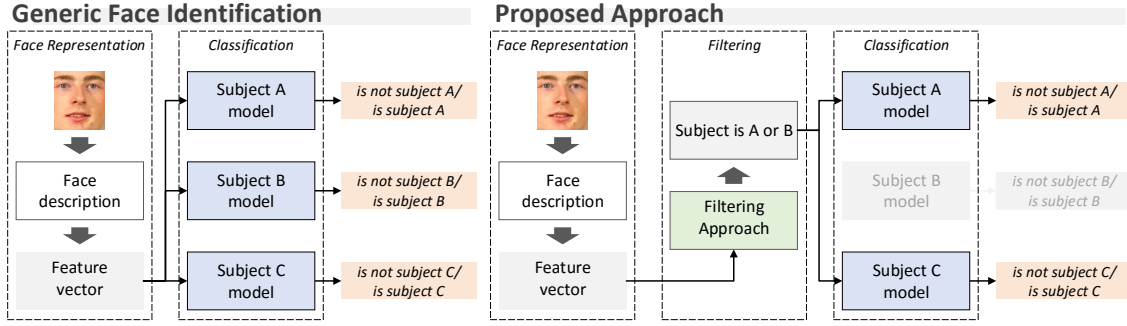 Generic Face Identification
Face Representation
Classification
Face
description
Feature
vector
Subject A
model
is not subject A/
is subject A
Subject B
model
is not subject B/
is subject B
Subject C
model
is not subject C/
is subject C
Proposed Approach
Face Representation
Filtering
Classification
Face
description
Feature
vector
Subject is A or B
Filtering
Approach
Subject A
model
is not subject A/
is subject A
Subject B
model
is not subject B/
is subject B
Subject C
model
is not subject C/
is subject C